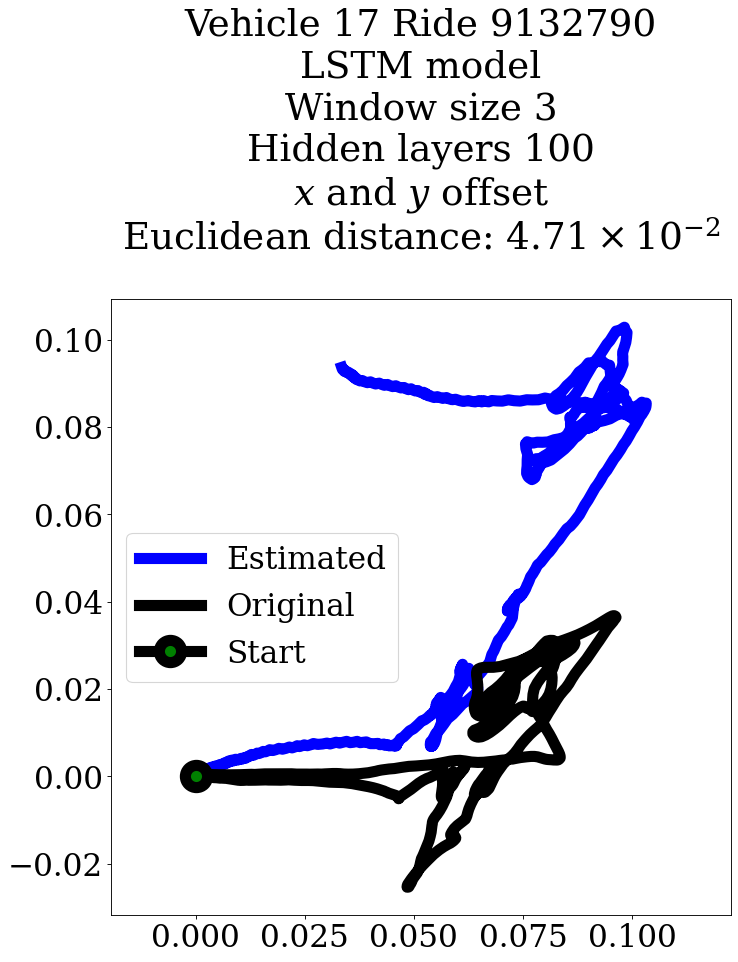 Vehicle 17 Ride 9132790
LSTM model
Window size 3
Hidden layers 100
x and y offset
Euclidean distance: 4.71 × 10⁻²
0.10
0.08
0.06
0.04
0.02
0.00
−0.02
Estimated
Original
Start
0.000 0.025 0.050 0.075 0.100